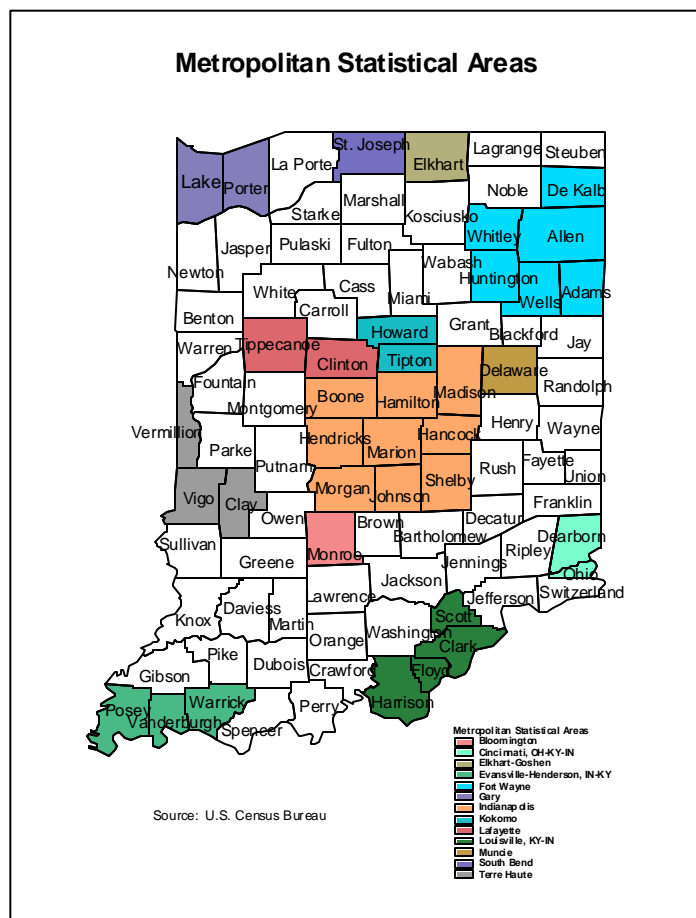 Metropolitan Statistical Areas
St. Joseph
Elkhart
Lagrange
Steuben
La Porte
Lake
Porter
Noble
De Kalb
Marshall
Starke
Kosciusko
Whitley
Allen
Jasper
Pulaski
Fulton
Wabash
Newton
Huntington
White
Cass
Miami
Wells
Adams
Carroll
Benton
Grant
Blackford
Howard
Jay
Warren
Tippecanoe
Tipton
Clinton
Delaware
Fountain
Boone
Hamilton
Madison
Randolph
Montgomery
Vermillion
Hendricks
Marion
Hancock
Henry
Wayne
Parke
Putnam
Rush
Fayette
Union
Vigo
Clay
Morgan
Johnson
Shelby
Franklin
Owen
Brown
Decatur
Bartholomew
Dearborn
Sullivan
Monroe
Ripley
Greene
Jennings
Ohio
Jackson
Switzerland
Lawrence
Jefferson
Knox
Daviess
Martin
Scott
Orange
Washington
Clark
Pike
Dubois
Gibson
Crawford
Floyd
Posey
Warrick
Harrison
Vanderburgh
Perry
Spencer
Metropolitan Statistical Areas
Bloomington
Cincinnati, OH-KY-IN
Elkhart-Goshen
Evansville-Henderson, IN-KY
Fort Wayne
Gary
Indianapolis
Kokomo
Lafayette
Louisville, KY-IN
Muncie
South Bend
Terre Haute
Source: U.S. Census Bureau